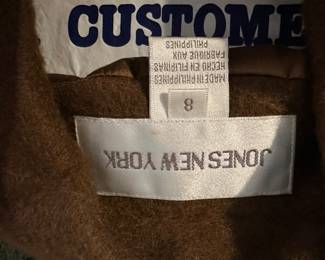 CUSTOME
JONES NEW YORK
8
MADE IN PHILIPPINES
HECHO EN FILIPINAS
FABRIQUE AUX
PHILIPPINES